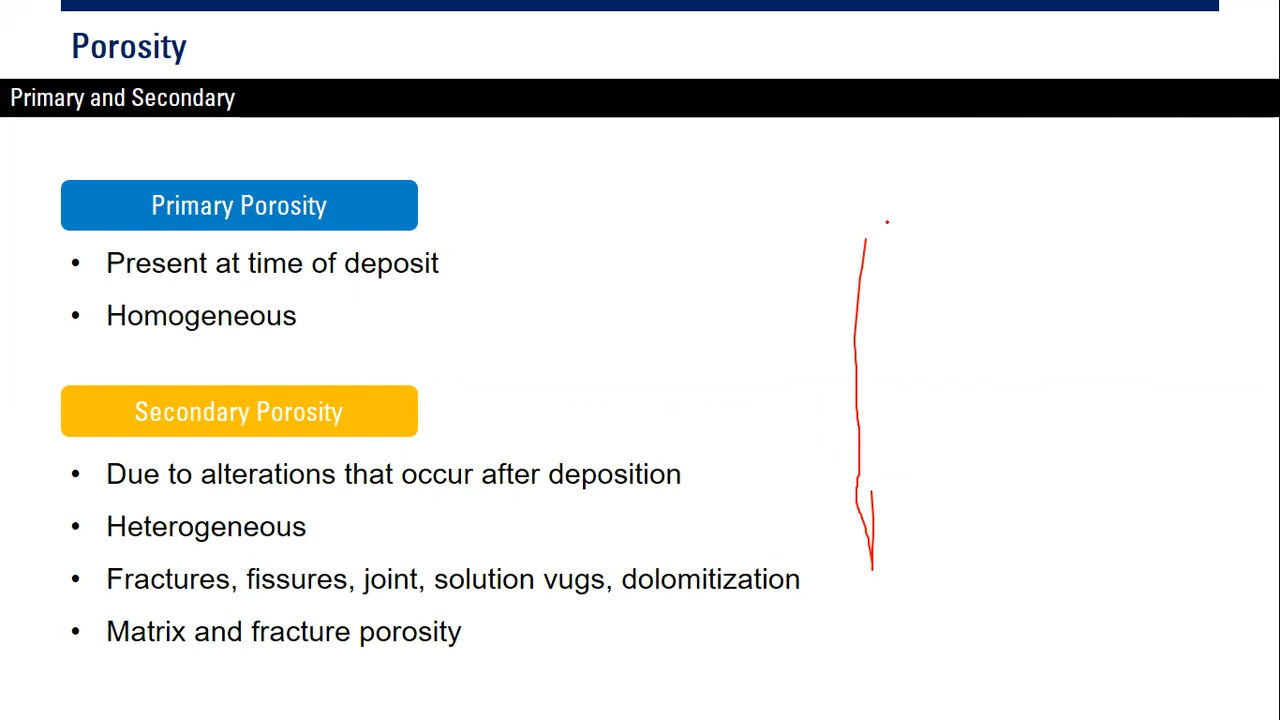 Porosity
Primary and Secondary
Primary Porosity
• Present at time of deposit
• Homogeneous
Secondary Porosity
• Due to alterations that occur after deposition
• Heterogeneous
• Fractures, fissures, joint, solution vugs, dolomitization
• Matrix and fracture porosity